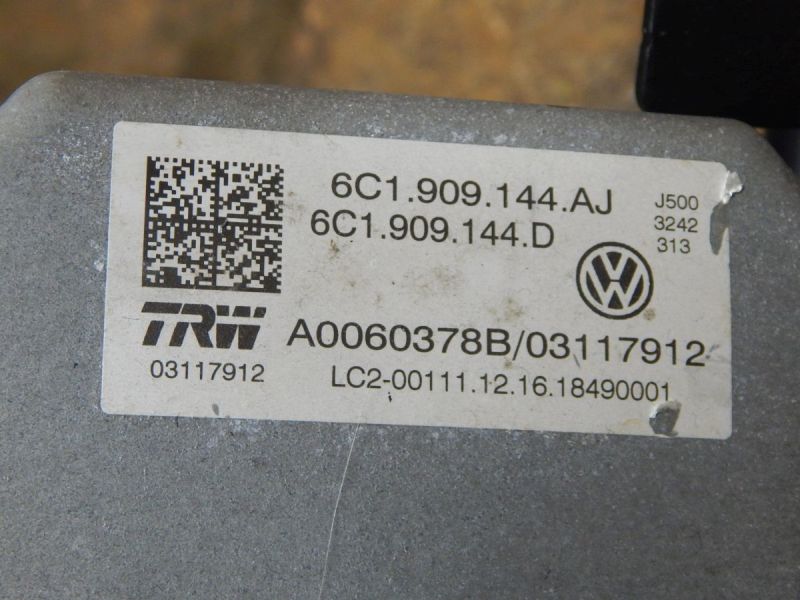 6C1.909.144.AJ
6C1.909.144.D
J500
3242
313
TRW
A0060378B/03117912
03117912
LC2-00111.12.16.18490001